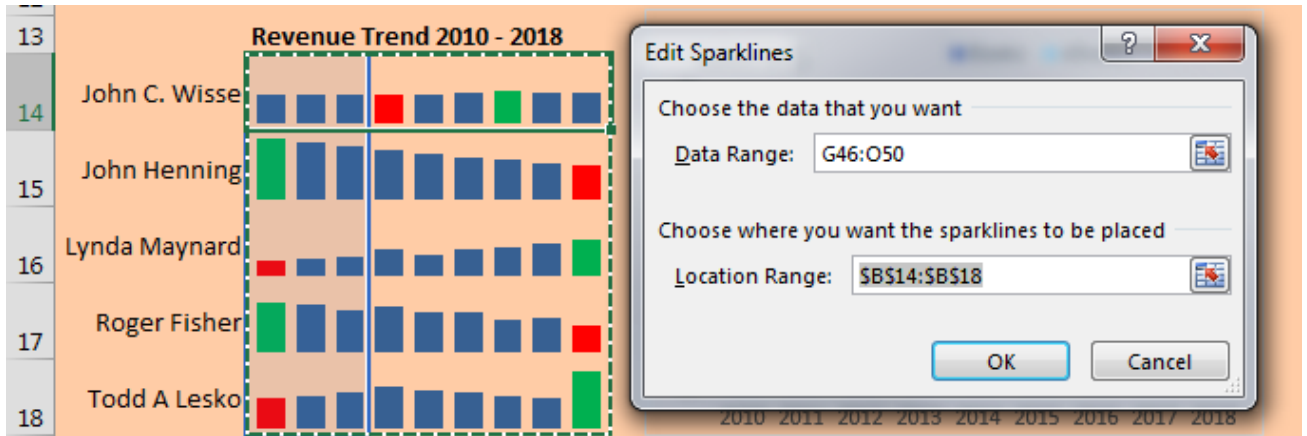 13
Revenue Trend 2010 - 2018
14
John C. Wisse
15
John Henning
16
Lynda Maynard
17
Roger Fisher
18
Todd A Lesko
Edit Sparklines
?
X
Choose the data that you want
Data Range: G46:O50
Choose where you want the sparklines to be placed
Location Range: $B$14:$B$18
OK Cancel
2010 2011 2012 2013 2014 2015 2016 2017 2018